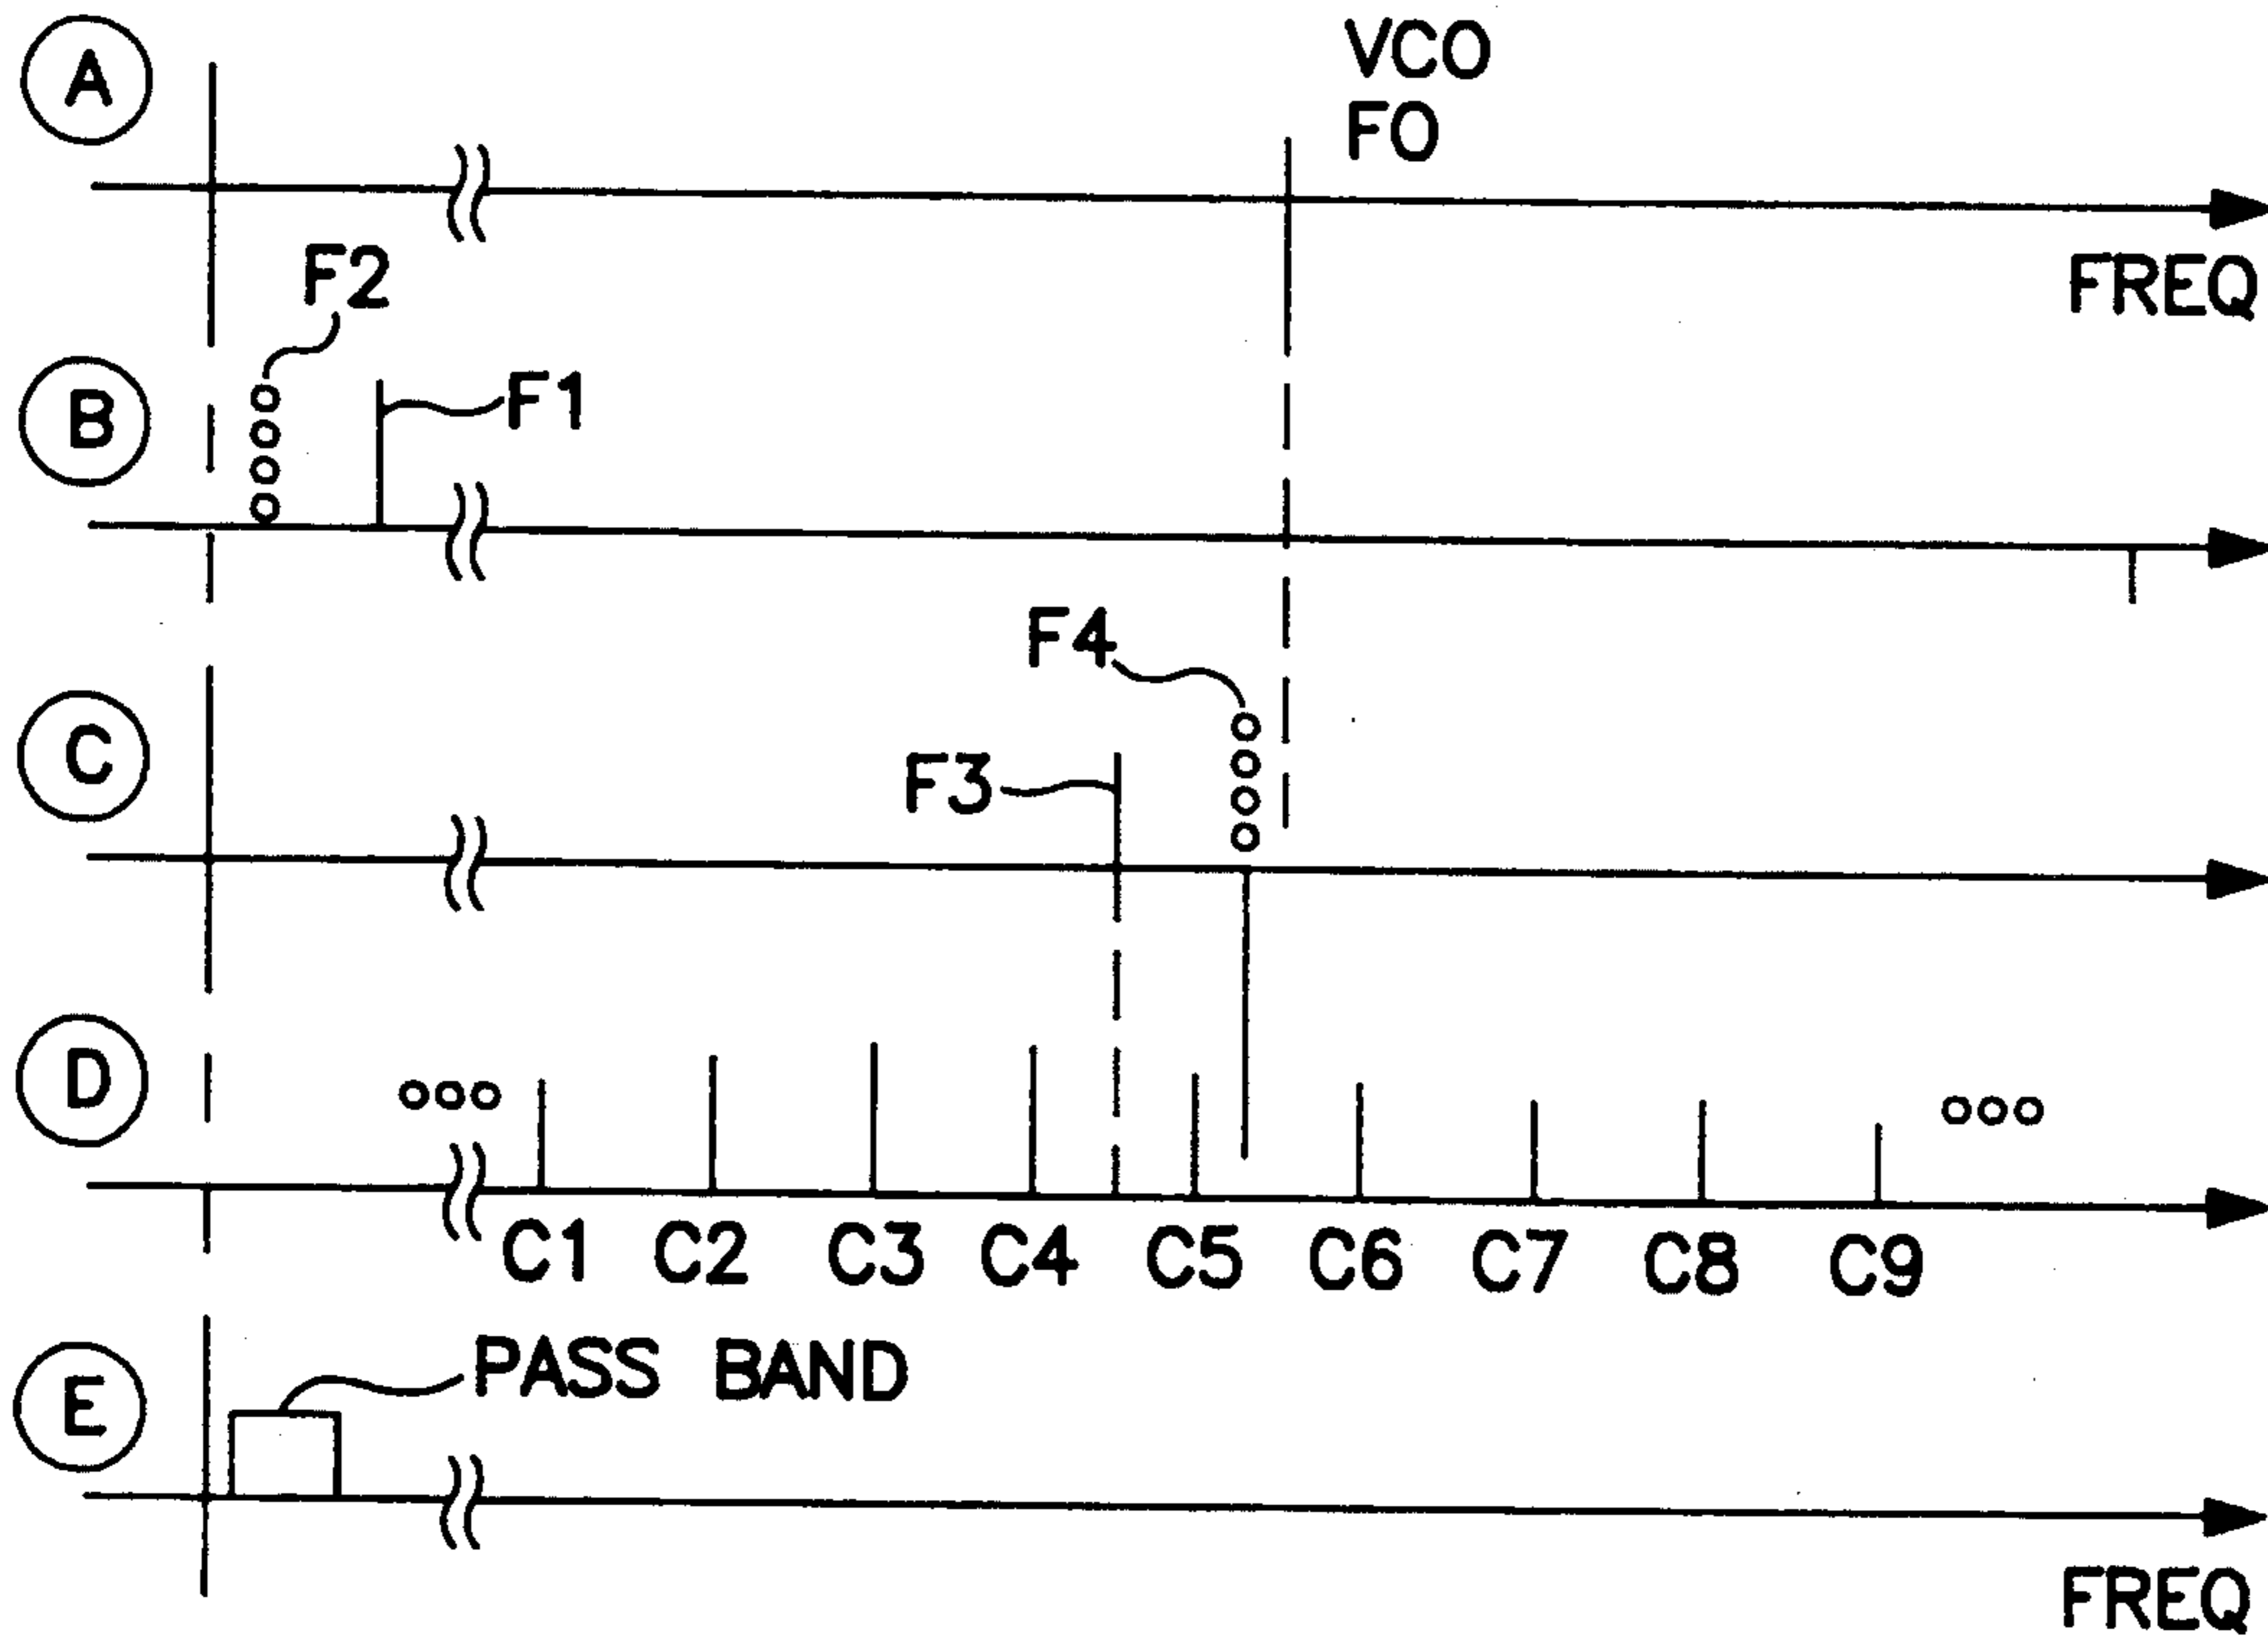 A
VCO
FO
FREQ
F2
B
F1
F4
C
F3
D
C1 C2 C3 C4 C5 C6 C7 C8 C9
E
PASS BAND
FREQ